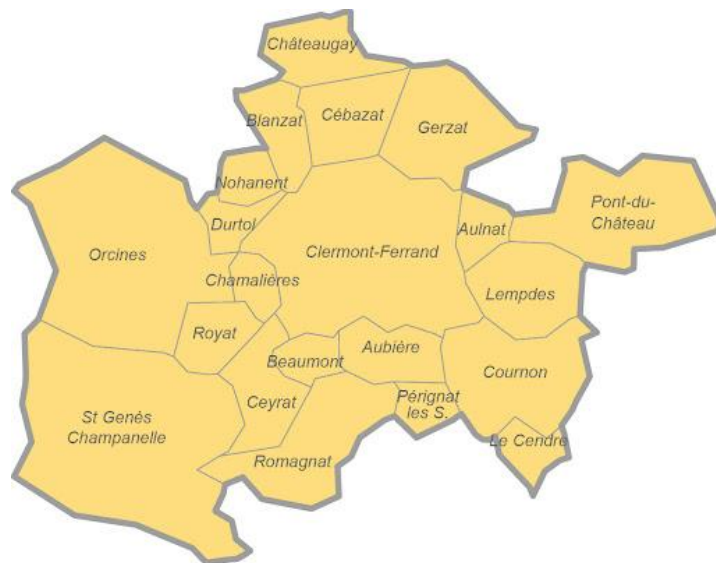 Châteaugay
Blanzat
Cébazat
Gerzat
Nohanent
Pont-du-
Château
Durtol
Aulnat
Orcines
Clermont-Ferrand
Chamalières
Lempdes
Royat
Beaumont
Aubière
Cournon
Ceyrat
Pérignat
les S.
St Genés
Champanelle
Le Cendre
Romagnat